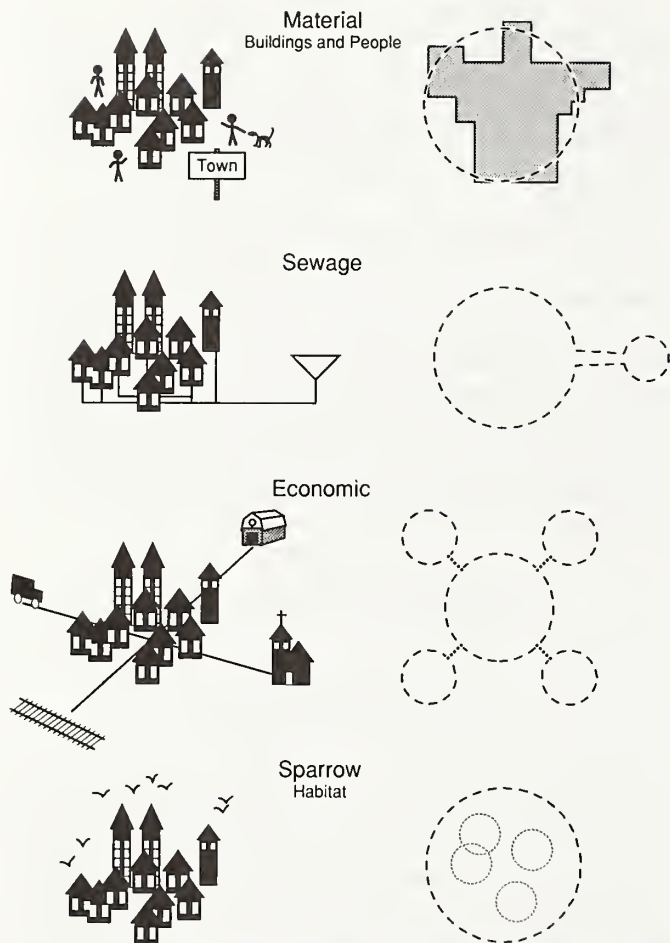 Material
Buildings and People
Town
Sewage
Economic
Sparrow
Habitat